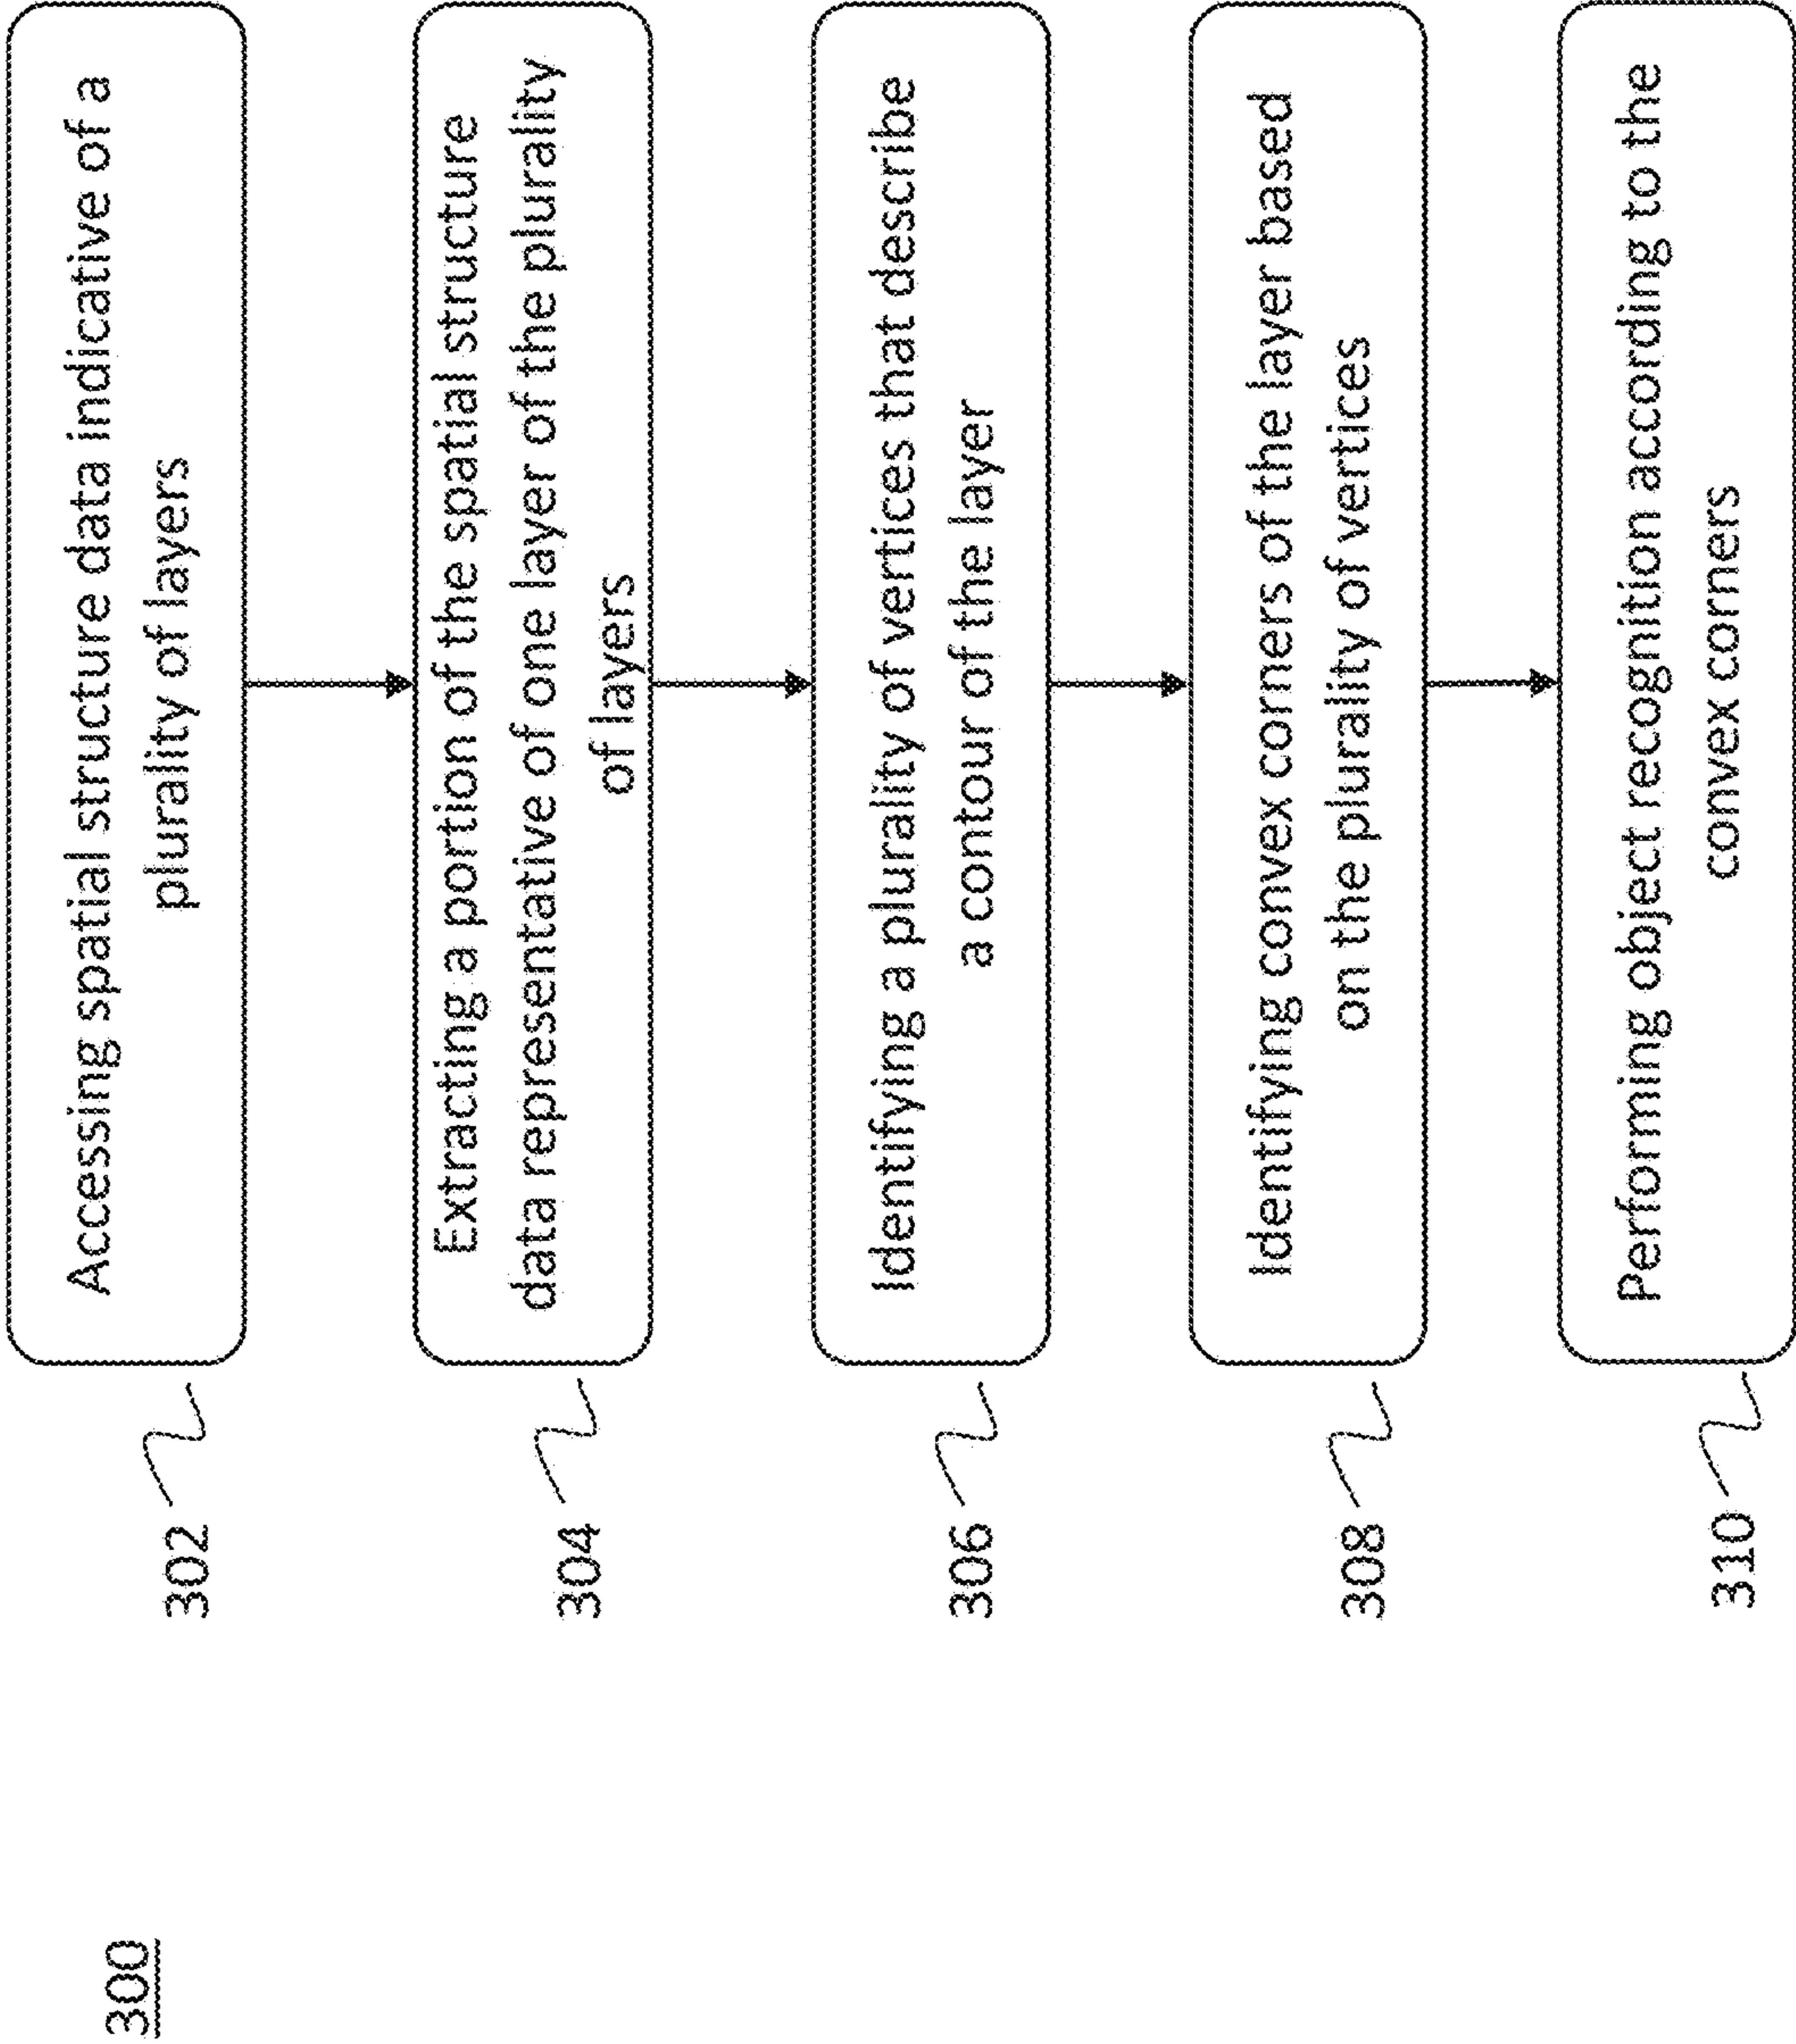 300
302
Accessing spatial structure data indicative of a
plurality of layers
304
Extracting a portion of the spatial structure
data representative of one layer of the plurality
of layers
306
Identifying a plurality of vertices that describe
a contour of the layer
308
Identifying convex corners of the layer based
on the plurality of vertices
310
Performing object recognition according to the
convex corners